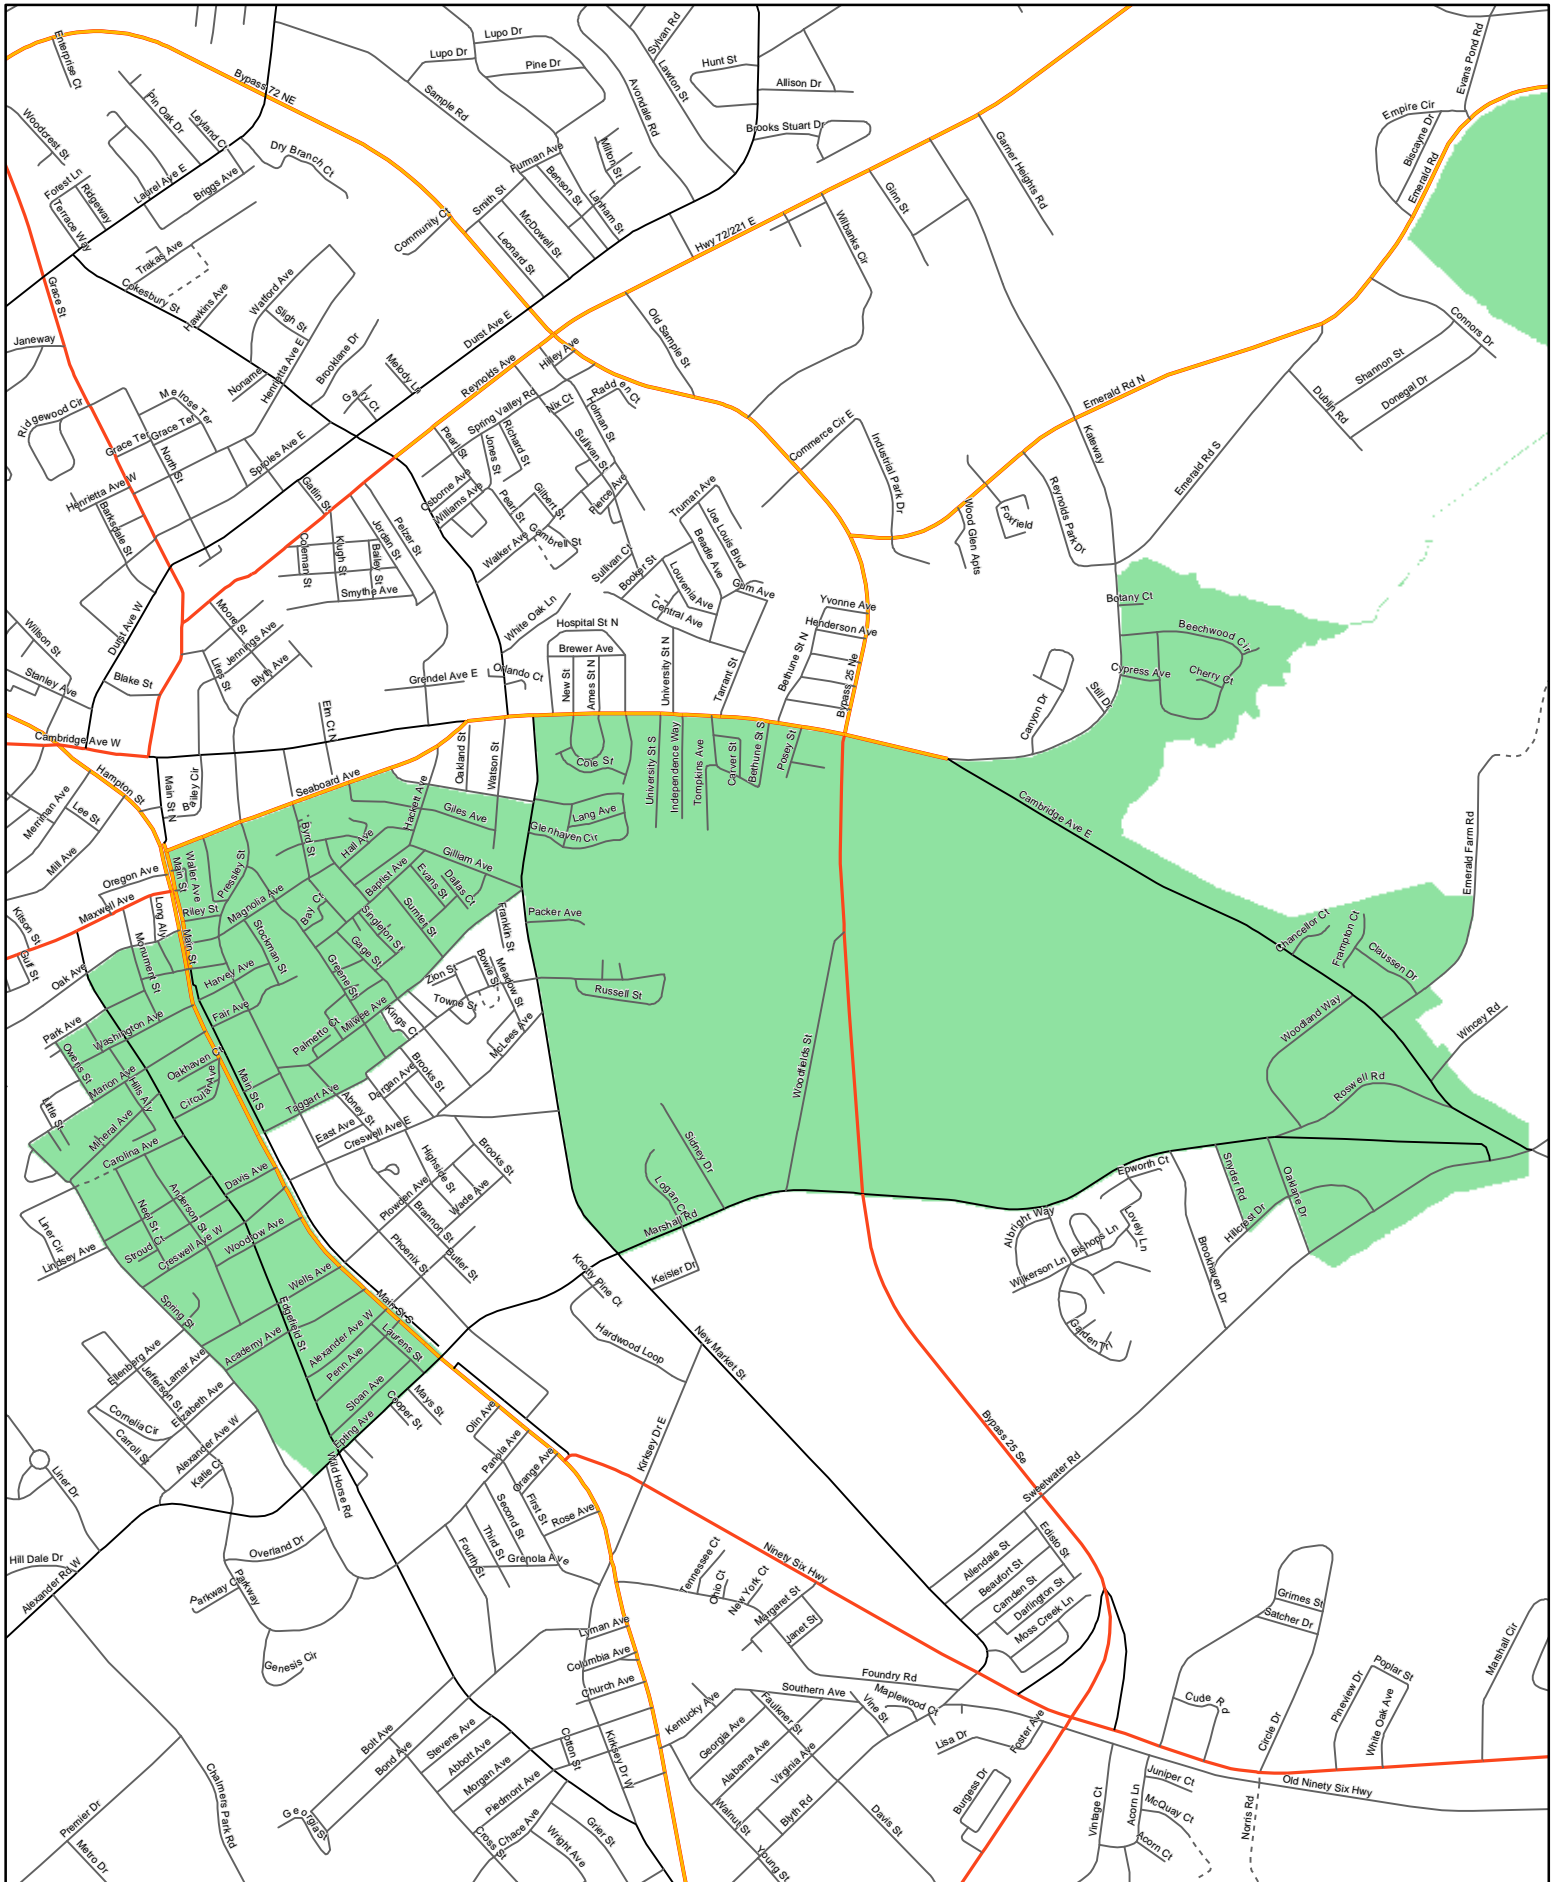 Enterprise Ct
Bypass 72 NE
Lupo Dr
Lupo Dr
Pine Dr
Sample Rd
Avondale Rd
Sylvan Rd
Lawton St
Hunt St
Allison Dr
Brooks Stuart Dr
Evans Pond Rd
Empire Cir
Biscayne Dr
Emerald Rd
Woodcrest St
Pin Oak Dr
Leyland Ct
Dry Branch Ct
Forest Ln
Ridgeway
Laurel Ave E
Briggs Ave
Terrace Way
Trakas Ave
Cokesbury St
Hawkins Ave
Watford Ave
Sligh St
Community Ct
Smith St
Furman Ave
Milton St
Benson St
Lanham St
McDowell St
Leonard St
Hwy 72/221 E
Wilbanks Cir
Ginn St
Garner Heights Rd
Connors Dr
Shannon St
Donegal Dr
Dublin Rd
Grace St
Janeway
Noname
Henrietta Ave E
Brooklane Dr
Melody Ln
Gary Ct
Durst Ave E
Reynolds Ave
Hilley Ave
Old Sample St
Radden Ct
Emerald Rd N
Ridgewood Cir
Melrose Ter
Grace Ter
Grace Ter
North St
Henrietta Ave W
Sproles Ave E
Barksdale St
Spring Valley Rd
Nix Ct
Holman St
Pearl St
Jones St
Richard St
Sullivan St
Commerce Cir E
Industrial Park Dr
Kateway
Emerald Rd S
Gatlin St
Osborne Ave
Williams Ave
Pearl St
Gilbert St
Pierce Ave
Truman Ave
Joe Louis Blvd
Wood Glen Apts
Foxfield
Reynolds Park Dr
Coleman St
Klugh St
Bailey St
Jordan St
Pelzer St
Smythe Ave
Walker Ave
Gambrell St
Sullivan Ct
Booker St
Beadle Ave
Louvenia Ave
Gum Ave
Central Ave
Durst Ave W
Moore St
Jennings Ave
Lites St
Blyth Ave
Blake St
Willson St
Stanley Ave
White Oak Ln
Hospital St N
Brewer Ave
New St
Ames St N
University St N
Tarrant St
Bethune St N
Yvonne Ave
Henderson Ave
Bypass 25 Ne
Botany Ct
Beechwood Cir
Cypress Ave
Cherry Ct
Still Dr
Canyon Dr
Grendel Ave E
Orlando Ct
Elm Ct N
Cambridge Ave W
Hampton St
Main St N
Bailey Cir
Seaboard Ave
Oakland St
Watson St
Cole St
University St S
Independence Way
Tompkins Ave
Carver St
Bethune St S
Posey St
Cambridge Ave E
Merriman Ave
Lee St
Mill Ave
Hackett Ave
Giles Ave
Lang Ave
Glenhaven Cir
Byrd St
Hall Ave
Gilliam Ave
Oregon Ave
Main St
Waller Ave
Pressley St
Baptist Ave
Evans St
Dallas Ct
Maxwell Ave
Long Aly
Riley St
Magnolia Ave
Bay Ct
Sumter St
Singleton St
Franklin St
Packer Ave
Emerald Farm Rd
Kitson St
Gulf St
Monument St
Main St
Stockman St
Gage St
Greene St
Harvey Ave
Oak Ave
Zion St
Bowie St
Meadow St
Russell St
Chancellor Ct
Frampton Ct
Claussen Dr
Park Ave
Washington Ave
Fair Ave
Milwee Ave
Palmetto Ct
Kings Ct
Towne St
McLees Ave
Woodfields St
Woodland Way
Wincey Rd
Owens St
Marion Ave
Hills Aly
Oakhaven Ct
Circular Ave
Main St S
Taggart Ave
Dargan Ave
Brooks St
Roswell Rd
Little St
Mineral Ave
Carolina Ave
Abney St
East Ave
Creswell Ave E
Highside St
Brooks St
Sidney Dr
Logan Ct
Marshall Rd
Davis Ave
Neel St
Anderson St
Plowden Ave
Brannon St
Wade Ave
Epworth Ct
Snyder Rd
Oaklane Dr
Hillcrest Dr
Brookhaven Dr
Albright Way
Lovely Ln
Bishops Ln
Wilkerson Ln
Garden Trl
Liner Cir
Lindsey Ave
Stroud Ct
Creswell Ave W
Woodrow Ave
Phoenix St
Butler St
Keisler Dr
Knotty Pine Ct
Wells Ave
Spring St
Edgefield St
Main St S
Hardwood Loop
New Market St
Academy Ave
Alexander Ave W
Laurens St
Penn Ave
Ellenberg Ave
Lamar Ave
Jefferson St
Elizabeth Ave
Cornelia Cir
Carroll St
Sloan Ave
Cooper St
Mays St
Epting Ave
Alexander Ave W
Katie Ct
Wild Horse Rd
Olin Ave
Panola Ave
Orange Ave
Kirksey Dr E
Bypass 25 Se
Sweetwater Rd
Liner Dr
First St
Second St
Rose Ave
Third St
Fourth St
Grenola Ave
Overland Dr
Parkway
Parkway Ct
Hill Dale Dr
Alexander Rd W
Ninety Six Hwy
Tennessee Ct
Ohio Ct
New York Ct
Margaret St
Janet St
Allendale St
Edisto St
Beaufort St
Camden St
Darlington St
Moss Creek Ln
Grimes St
Satcher Dr
Genesis Cir
Lyman Ave
Columbia Ave
Church Ave
Foundry Rd
Southern Ave
Maplewood Ct
Vine St
Kentucky Ave
Faulkner St
Georgia Ave
Alabama Ave
Virginia Ave
Lisa Dr
Foster Ave
Cude Rd
Circle Dr
Pineview Dr
Poplar St
White Oak Ave
Marshall Cir
Bolt Ave
Bond Ave
Stevens Ave
Abbott Ave
Morgan Ave
Piedmont Ave
Cotton St
Kirksey Dr W
Juniper Ct
Old Ninety Six Hwy
Chalmers Park Rd
Premier Dr
Metro Dr
Georgia St
Cross St
Chace Ave
Wright Ave
Grier St
Walnut St
Blyth Rd
Young St
Davis St
Burgess Dr
Vintage Ct
Acorn Ln
McQuay Ct
Acorn Ct
Norris Rd